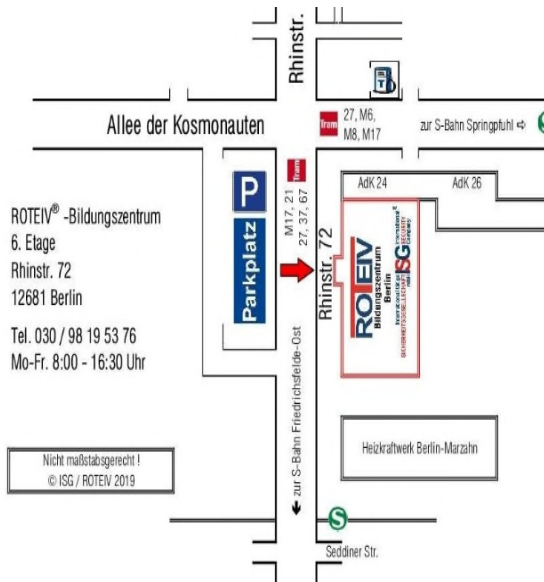 Rhinstr.
Allee der Kosmonauten
Tram
27, M6,
M8, M17
zur S-Bahn Springpfuhl ⇨
S
Tram
M17, 21
27, 37, 67
AdK 24
AdK 26
P
Parkplatz
Rhinstr. 72
ROTEIV
Bildungszentrum
Berlin
ISG
ROTEIV® -Bildungszentrum
6. Etage
Rhinstr. 72
12681 Berlin
Tel. 030 / 98 19 53 76
Mo-Fr. 8:00 - 16:30 Uhr
← zur S-Bahn Friedrichsfelde-Ost
Heizkraftwerk Berlin-Marzahn
Nicht maßstabsgerecht !
© ISG / ROTEIV 2019
S
Seddiner Str.